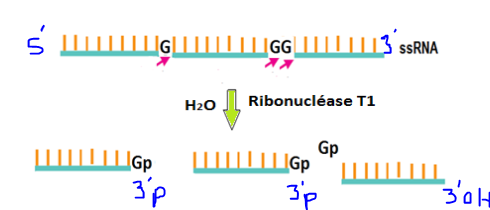 5' G GG 3' ssRNA
H₂O Ribonucléase T1
Gp Gp Gp
3'p 3'p 3'OH